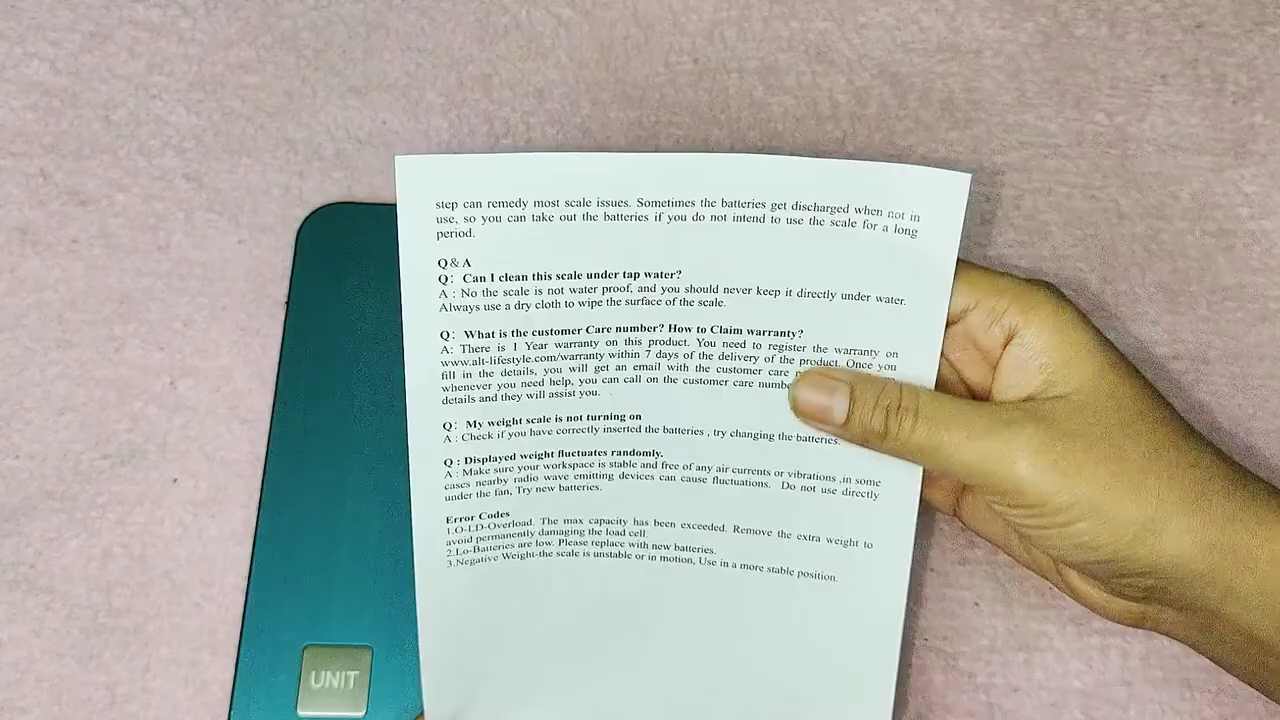 step can remedy most scale issues. Sometimes the batteries get discharged when not in
use, so you can take out the batteries if you do not intend to use the scale for a long
period.
Q&A
Q: Can I clean this scale under tap water?
A : No the scale is not water proof, and you should never keep it directly under water.
Always use a dry cloth to wipe the surface of the scale.
Q: What is the customer Care number? How to Claim warranty?
A: There is 1 Year warranty on this product. You need to register the warranty on
www.alt-lifestyle.com/warranty within 7 days of the delivery of the product. Once you
fill in the details, you will get an email with the customer care
whenever you need help, you can call on the customer care
details and they will assist you.
Q: My weight scale is not turning on
A : Check if you have correctly inserted the batteries , try changing the batteries.
Q : Displayed weight fluctuates randomly.
A : Make sure your workspace is stable and free of any air currents or vibrations ,in some
cases nearby radio wave emitting devices can cause fluctuations. Do not use directly
under the fan, Try new batteries.
Error Codes
1.O-LD-Overload. The max capacity has been exceeded. Remove the extra weight to
avoid permanently damaging the load cell.
2.Lo-Batteries are low. Please replace with new batteries.
3.Negative Weight-the scale is unstable or in motion, Use in a more stable position.
UNIT